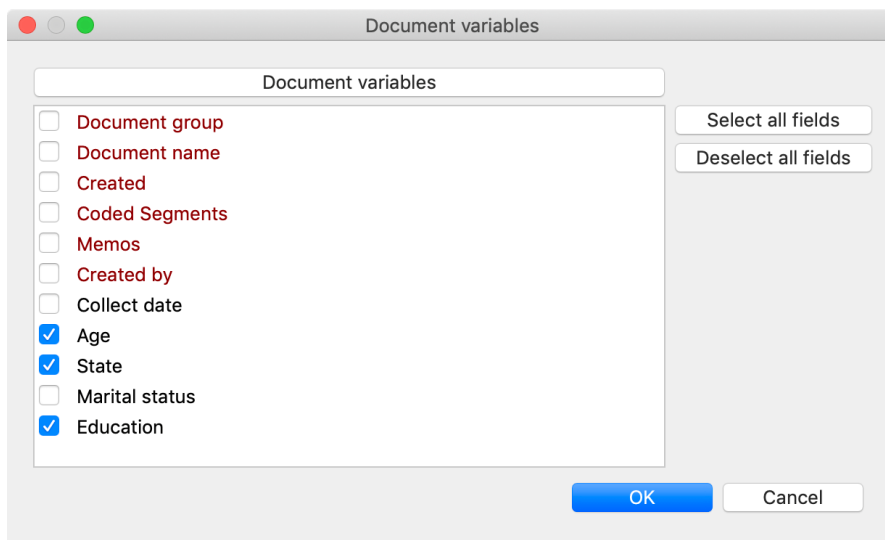 Document variables
Document variables
Document group
Document name
Created
Coded Segments
Memos
Created by
Collect date
Age
State
Marital status
Education
Select all fields
Deselect all fields
OK
Cancel